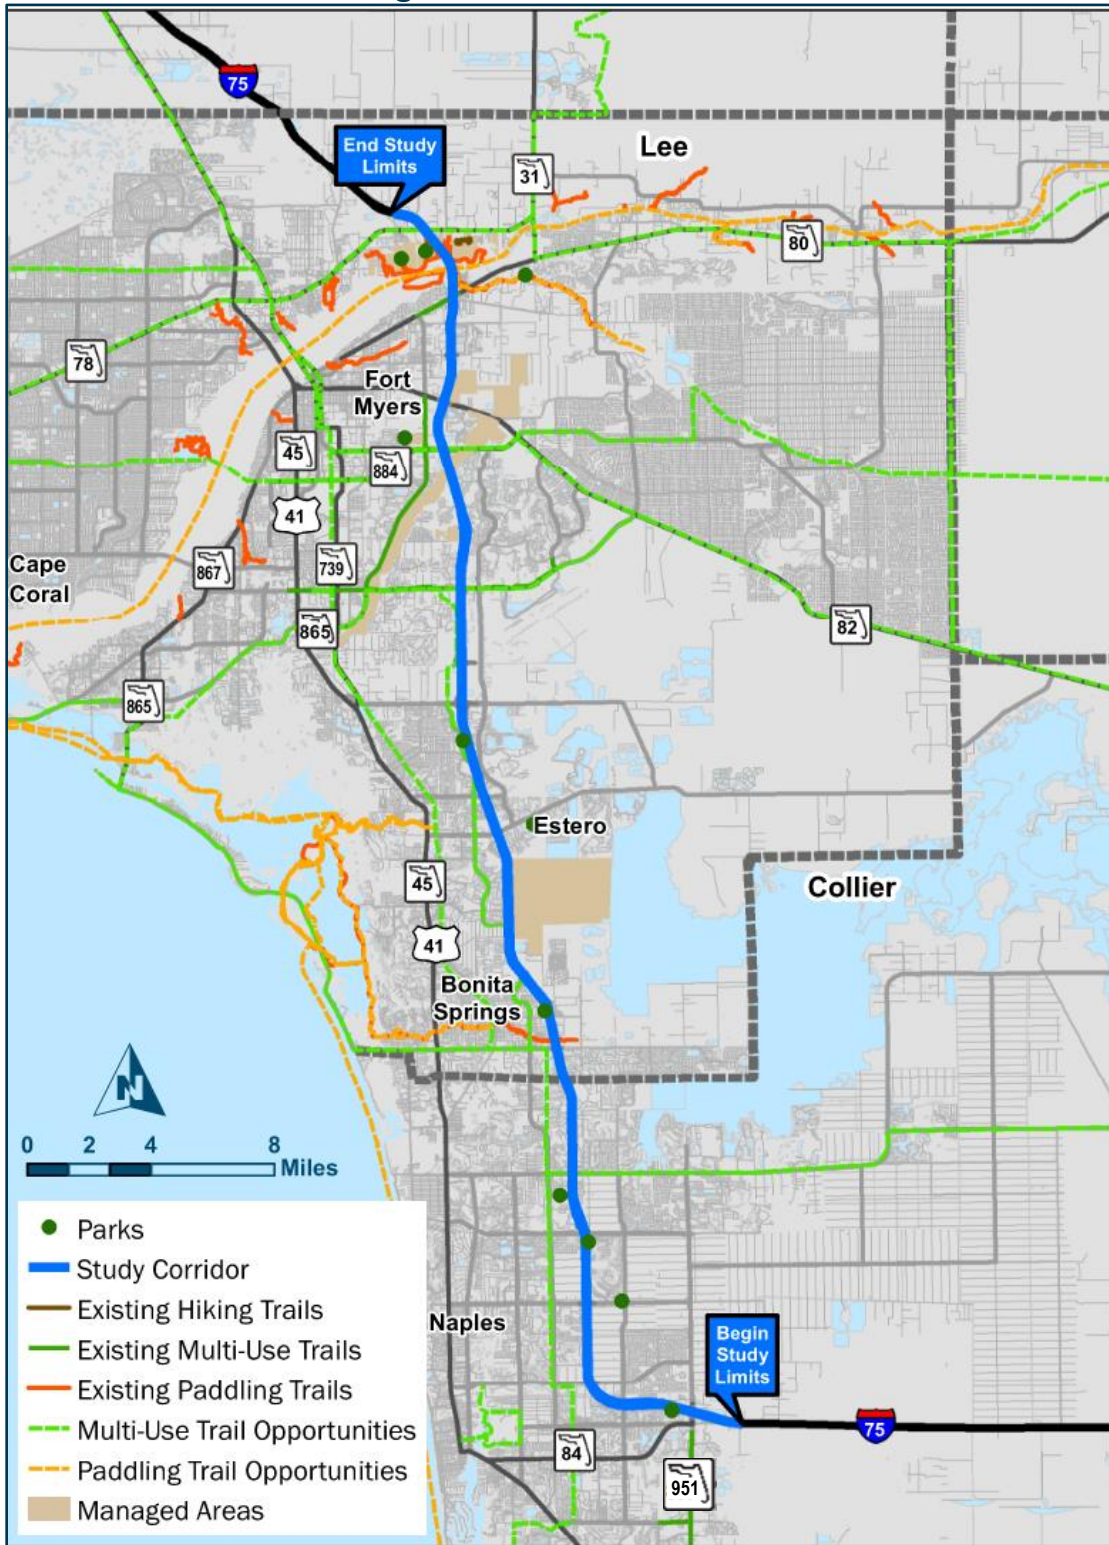 75
End Study
Limits
Lee
31
80
78
Fort
Myers
45
884
41
Cape
Coral
867
739
865
82
865
Estero
45
Collier
41
Bonita
Springs
N
0 2 4 8
Miles
Parks
Study Corridor
Existing Hiking Trails
Existing Multi-Use Trails
Existing Paddling Trails
Multi-Use Trail Opportunities
Paddling Trail Opportunities
Managed Areas
Naples
Begin
Study
Limits
75
84
951